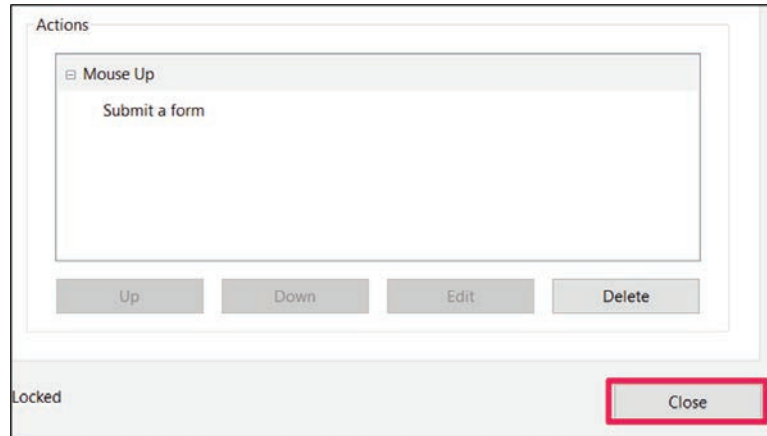 Actions
Mouse Up
Submit a form
Up Down Edit Delete
Locked Close